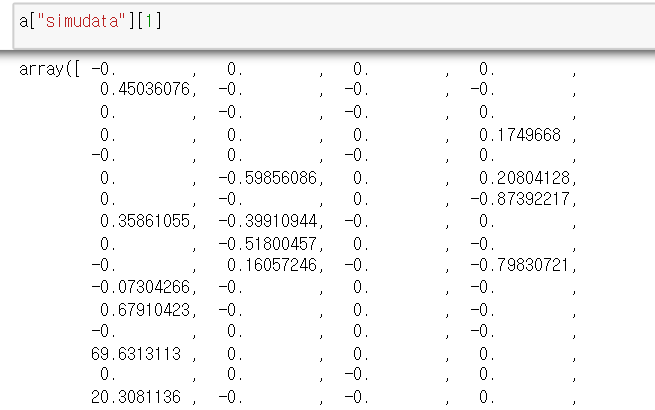 a["simudata"][1]
array([ -0.        ,   0.        ,   0.        ,   0.        ,
0.45036076,  -0.        ,  -0.        ,  -0.        ,
0.        ,  -0.        ,  -0.        ,   0.        ,
0.        ,   0.        ,   0.        ,   0.1749668 ,
-0.        ,   0.        ,  -0.        ,   0.        ,
0.        ,  -0.59856086,   0.        ,   0.20804128,
0.        ,  -0.        ,   0.        ,  -0.87392217,
0.35861055,  -0.39910944,  -0.        ,   0.        ,
0.        ,  -0.51800457,   0.        ,  -0.        ,
-0.        ,   0.16057246,  -0.        ,  -0.79830721,
-0.07304266,  -0.        ,   0.        ,  -0.        ,
0.67910423,  -0.        ,   0.        ,  -0.        ,
-0.        ,   0.        ,   0.        ,  -0.        ,
69.6313113 ,   0.        ,   0.        ,   0.        ,
0.        ,   0.        ,  -0.        ,   0.        ,
20.3081136 ,  -0.        ,  -0.        ,   0.        ,